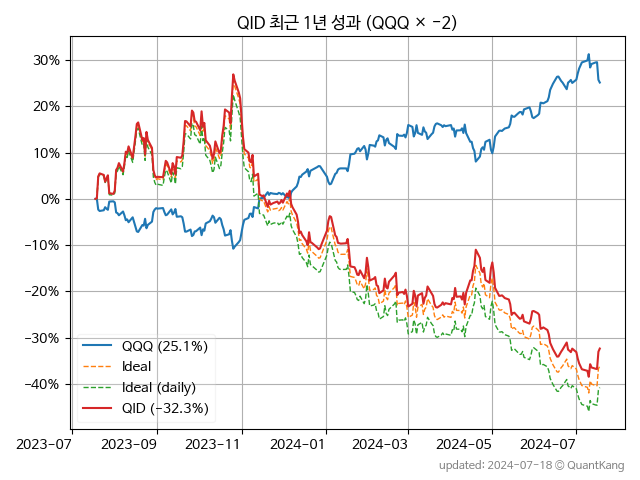 QID 최근 1년 성과 (QQQ × −2)
30%
20%
10%
0%
−10%
−20%
−30%
−40%
QQQ (25.1%)
Ideal
Ideal (daily)
QID (−32.3%)
2023-07
2023-09
2023-11
2024-01
2024-03
2024-05
2024-07
updated: 2024-07-18 © QuantKang